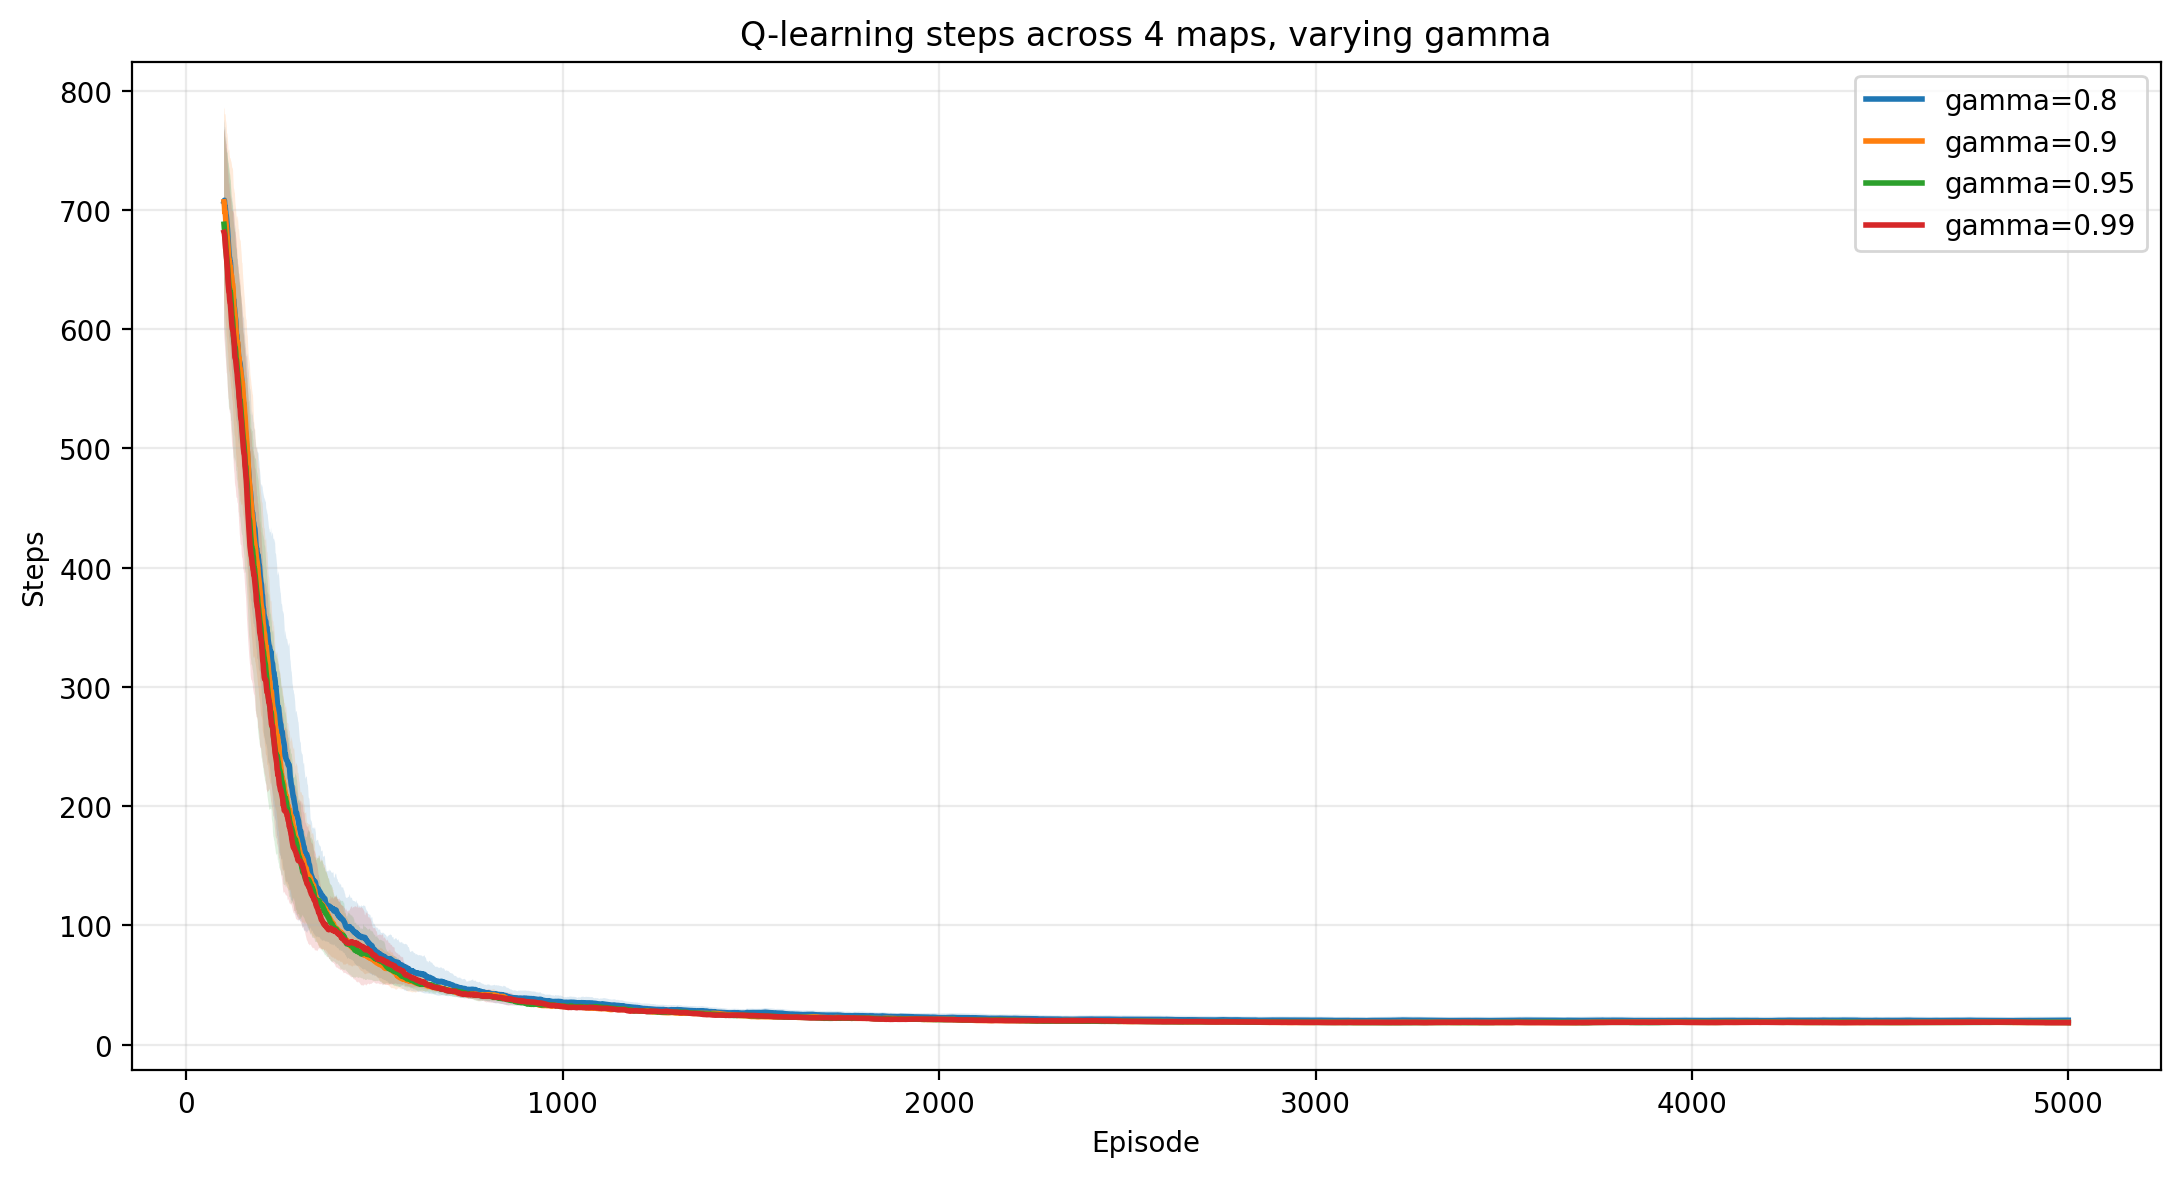 Q-learning steps across 4 maps, varying gamma
800
700
600
500
400
300
200
100
0
Steps
gamma=0.8
gamma=0.9
gamma=0.95
gamma=0.99
0 1000 2000 3000 4000 5000
Episode